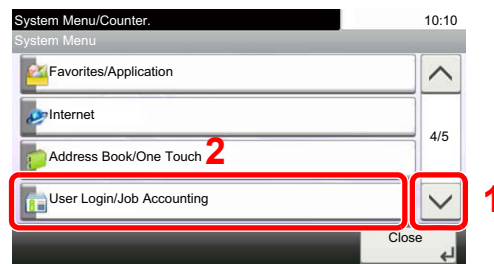 System Menu/Counter. 10:10
System Menu
Favorites/Application
Internet
4/5
Address Book/One Touch 2
User Login/Job Accounting
1
Close